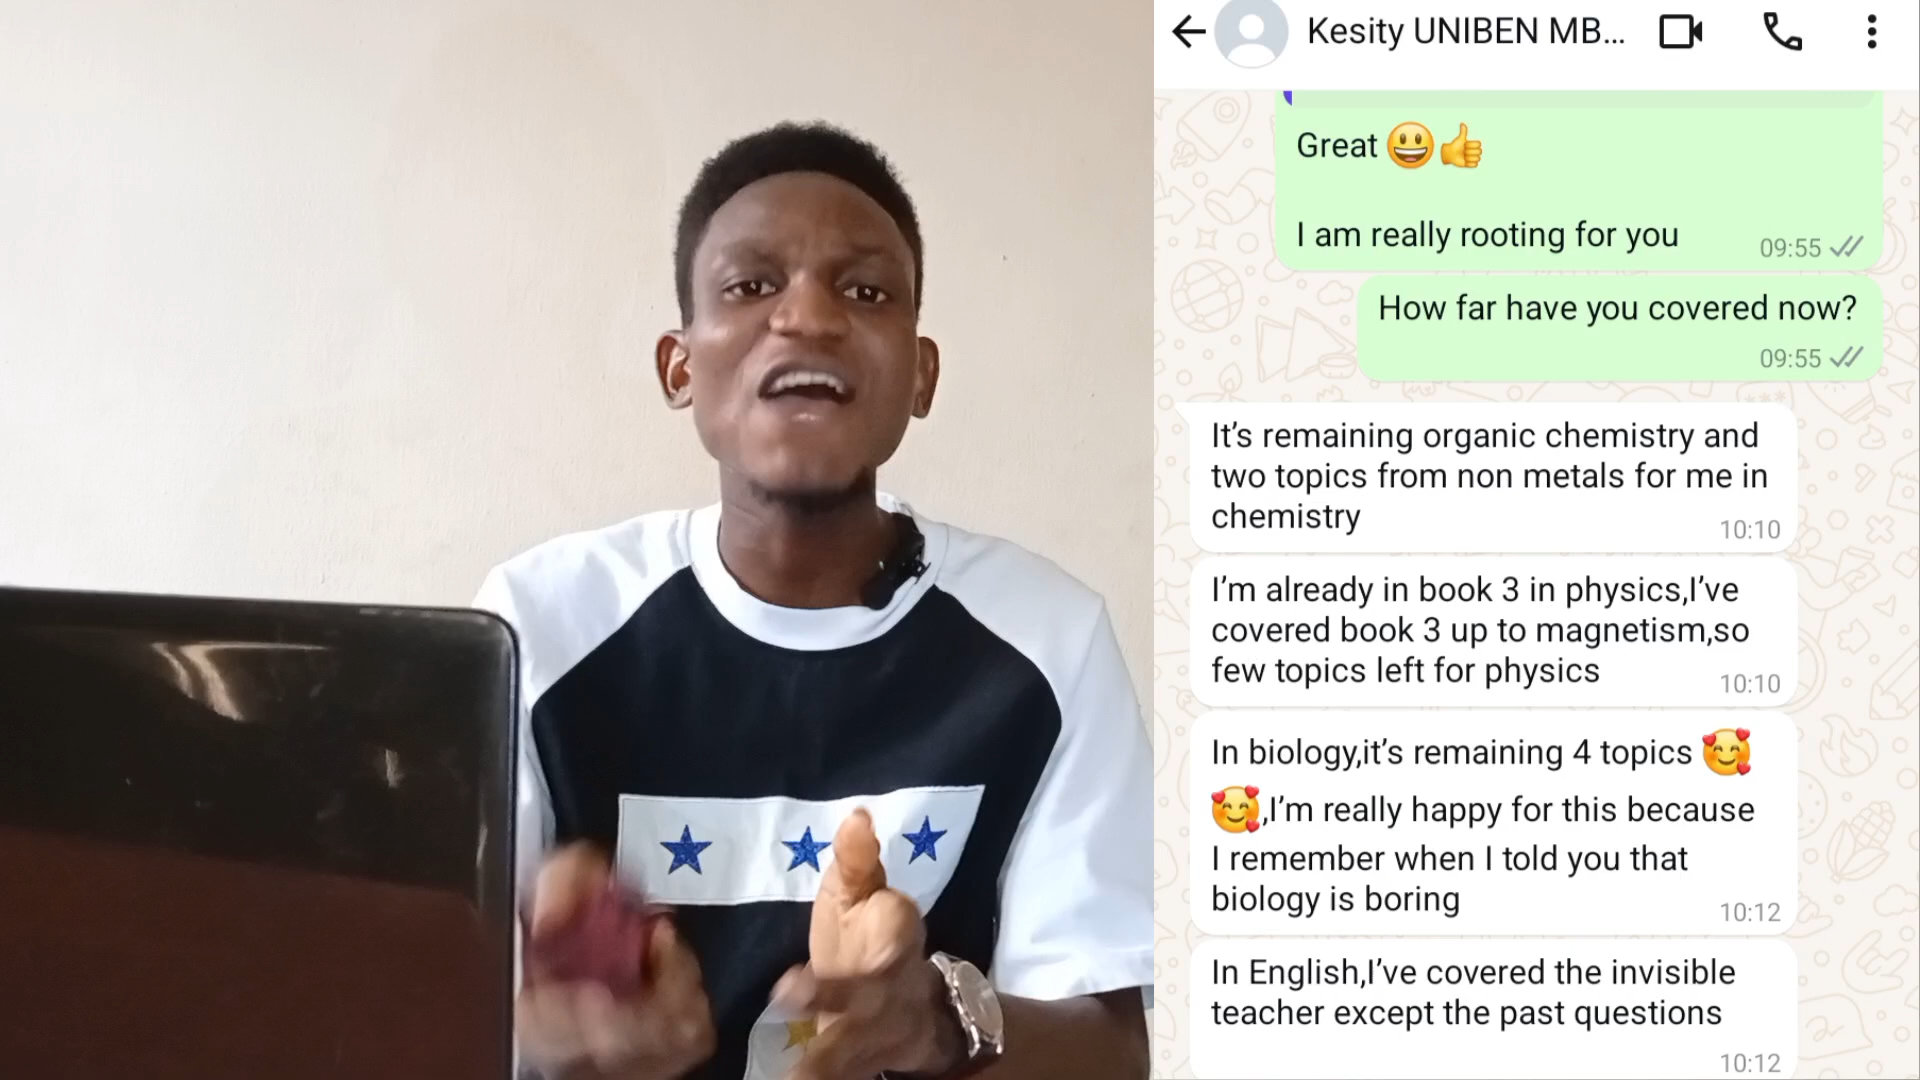 Kesity UNIBEN MB...
Great 😃👍
I am really rooting for you
09:55
How far have you covered now?
09:55
It's remaining organic chemistry and
two topics from non metals for me in
chemistry
10:10
I'm already in book 3 in physics,I've
covered book 3 up to magnetism,so
few topics left for physics
10:10
In biology,it's remaining 4 topics 🥰
🥰,I'm really happy for this because
I remember when I told you that
biology is boring
10:12
In English,I've covered the invisible
teacher except the past questions
10:12